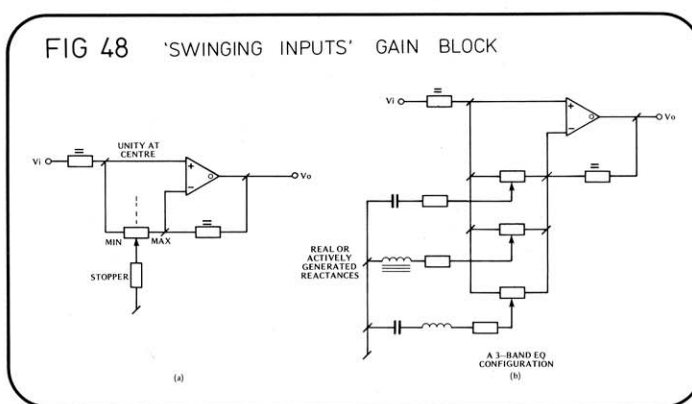 FIG 48 'SWINGING INPUTS' GAIN BLOCK
Vi
=
UNITY AT
CENTRE
+
−
Vo
MIN
MAX
=
STOPPER
(a)
Vi
=
+
−
Vo
=
REAL OR
ACTIVELY
GENERATED
REACTANCES
A 3–BAND EQ
CONFIGURATION
(b)